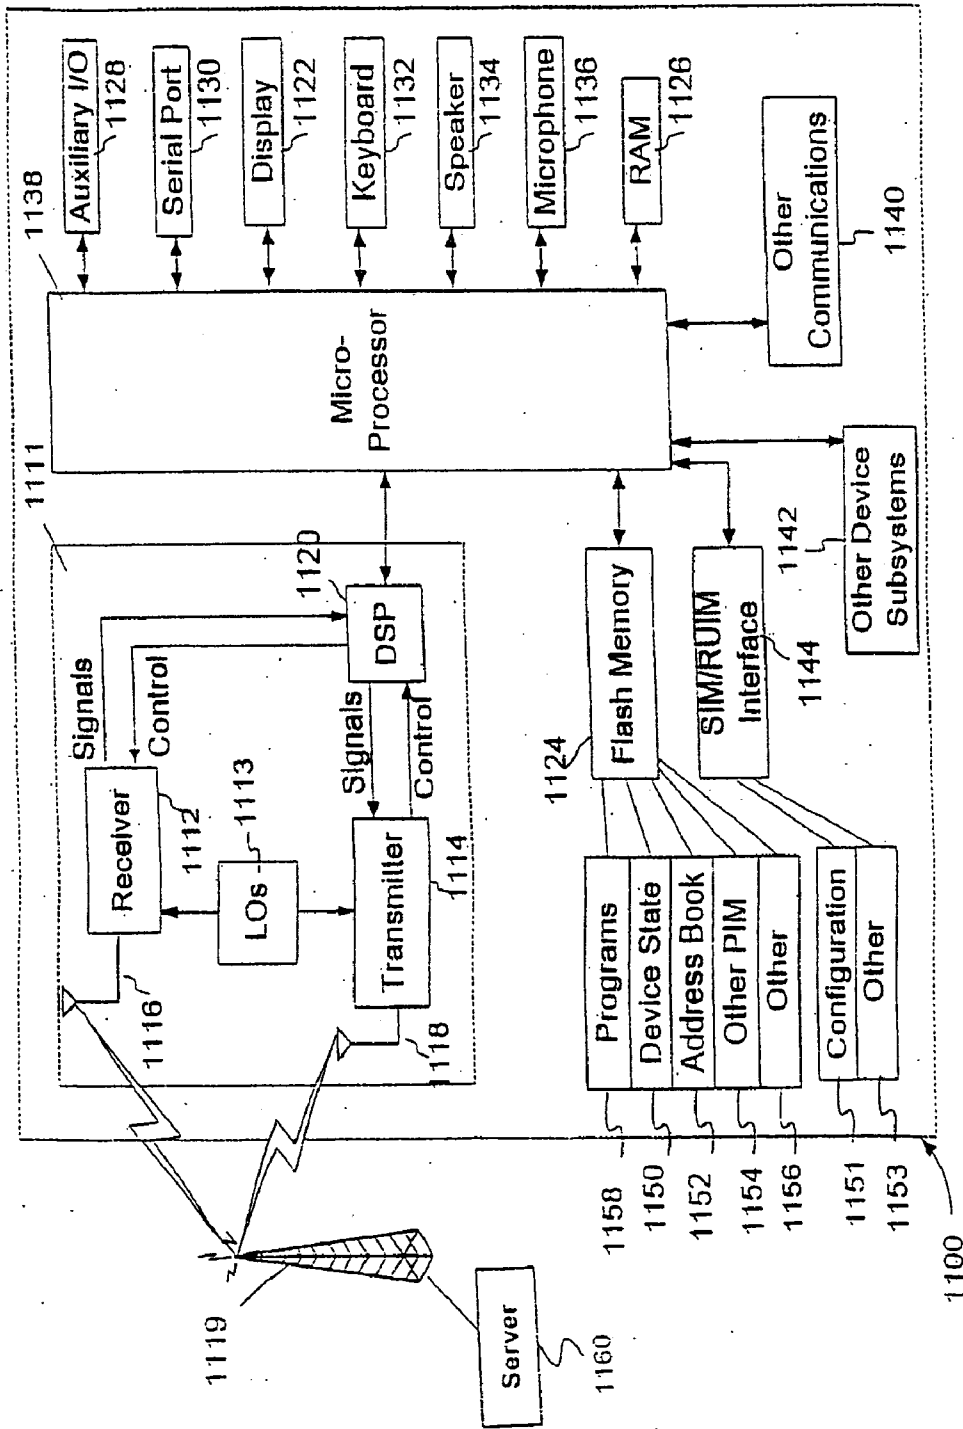 1100
1111
1138
Receiver
1112
Signals
Control
LOs
1113
Transmitter
1114
Signals
Control
DSP
1120
1116
1118
1119
Server
1160
Micro-
Processor
Auxiliary I/O
1128
Serial Port
1130
Display
1122
Keyboard
1132
Speaker
1134
Microphone
1136
RAM
1126
Other
Communications
1140
Other Device
Subsystems
1142
SIM/RUIM
Interface
1144
Flash Memory
1124
Programs
Device State
Address Book
Other PIM
Other
Configuration
Other
1158
1150
1152
1154
1156
1151
1153